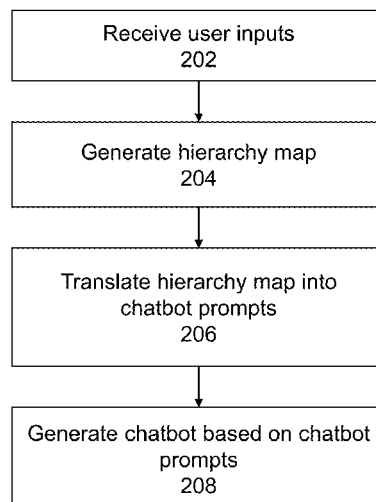 Receive user inputs
202
Generate hierarchy map
204
Translate hierarchy map into
chatbot prompts
206
Generate chatbot based on chatbot
prompts
208